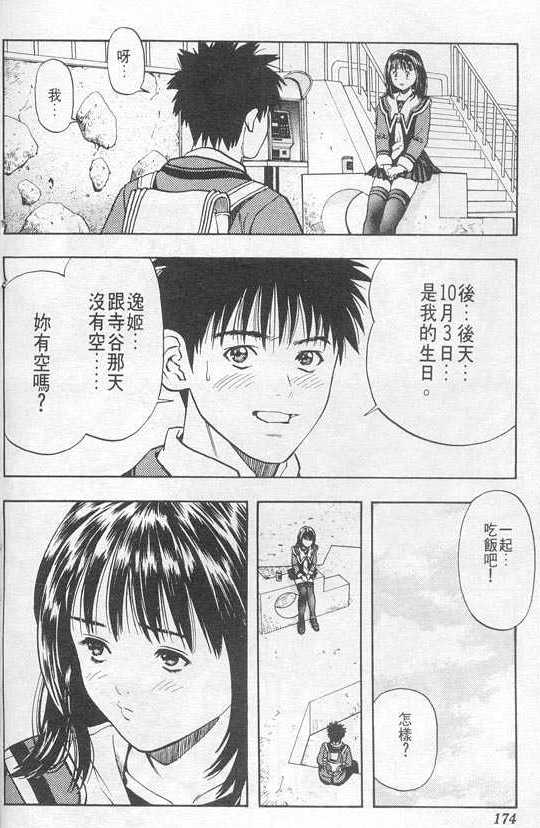 呀…
我…
後…後天…
10月3日…
是我的生日。
逸姬…
跟寺谷那天
沒有空……
妳有空嗎？
一起…
吃飯吧！
怎樣？
174